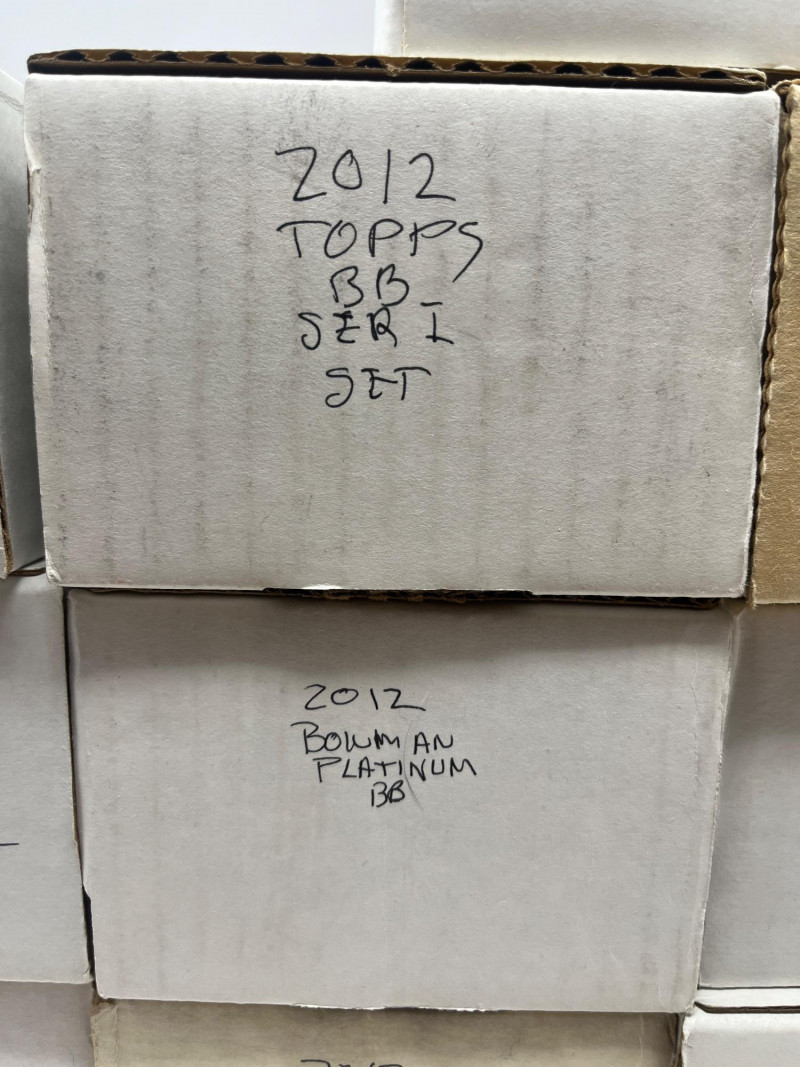 2012
TOPPS
BB
SER I
SET
2012
BOWMAN
PLATINUM
BB